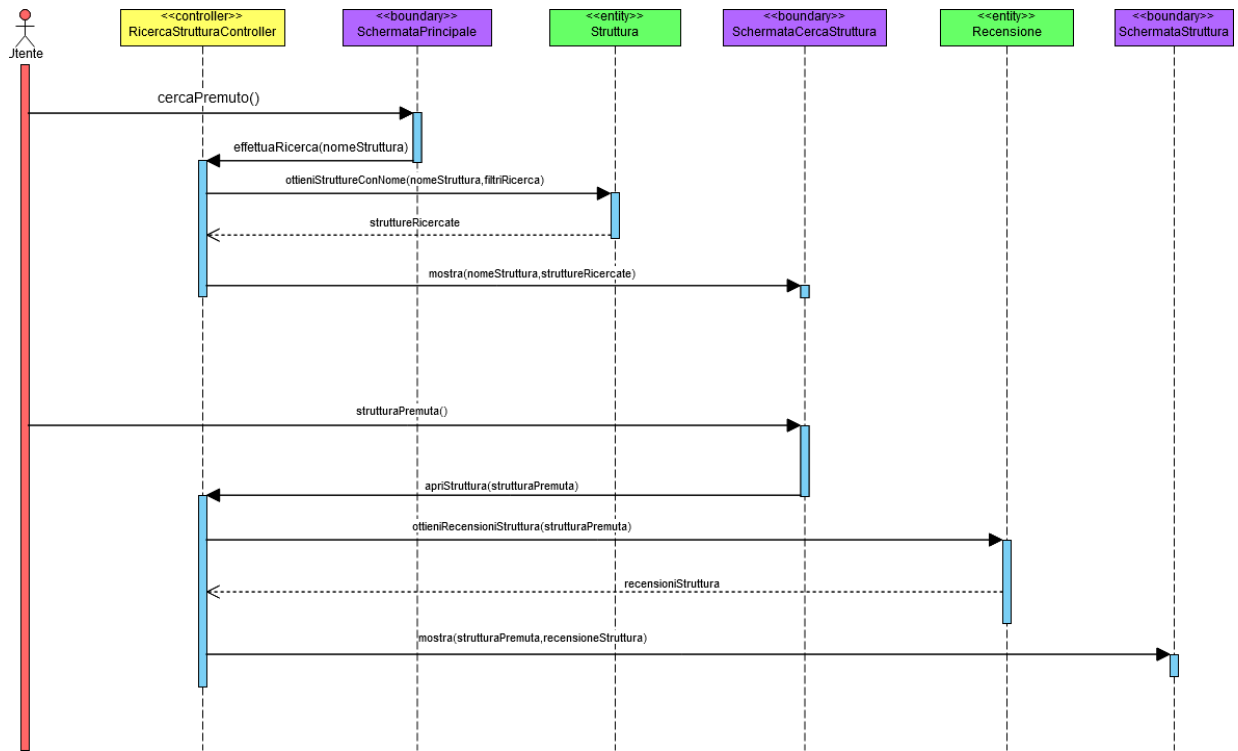 <<controller>>
RicercaStrutturaController
<<boundary>>
SchermataPrincipale
<<entity>>
Struttura
<<boundary>>
SchermataCercaStruttura
<<entity>>
Recensione
<<boundary>>
SchermataStruttura
Utente
cercaPremuto()
effettuaRicerca(nomeStruttura)
ottieniStruttureConNome(nomeStruttura,filtriRicerca)
struttureRicercate
mostra(nomeStruttura,struttureRicercate)
strutturaPremuta()
apriStruttura(strutturaPremuta)
ottieniRecensioniStruttura(strutturaPremuta)
recensioniStruttura
mostra(strutturaPremuta,recensioneStruttura)